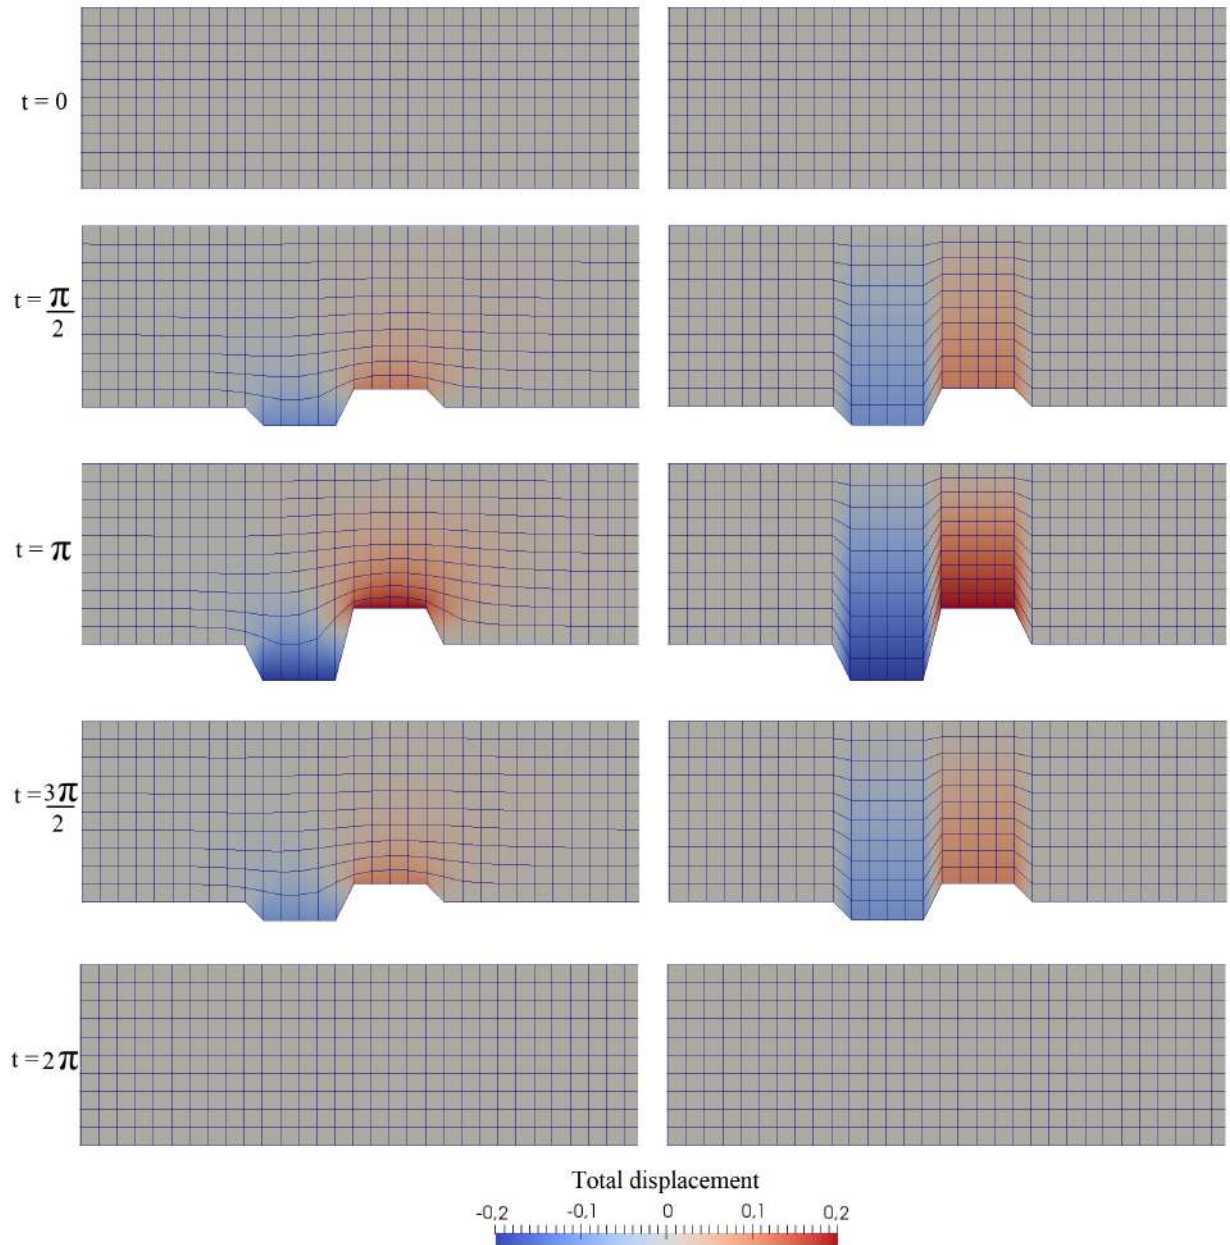 t = 0
t = π/2
t = π
t = 3π/2
t = 2π
Total displacement
-0,2 -0,1 0 0,1 0,2